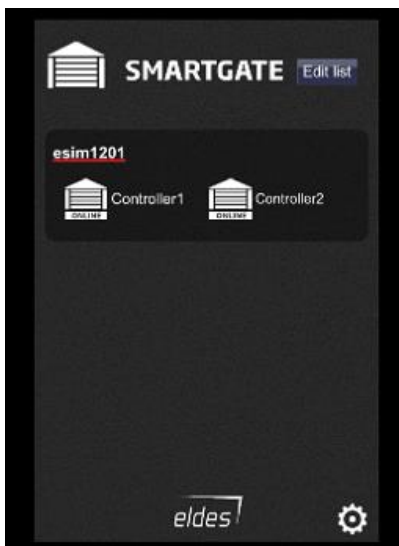 SMARTGATE Edit list
esim1201
Controller1 Controller2
ONLINE ONLINE
eldes